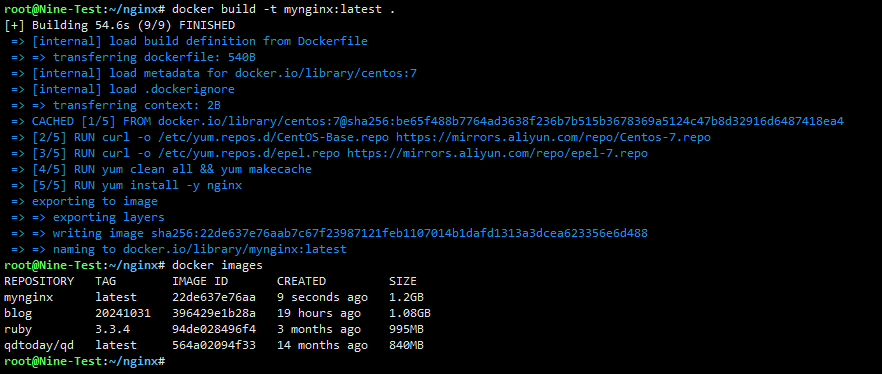 root@Nine-Test:~/nginx# docker build -t mynginx:latest .
[+] Building 54.6s (9/9) FINISHED
=> [internal] load build definition from Dockerfile
=> => transferring dockerfile: 540B
=> [internal] load metadata for docker.io/library/centos:7
=> [internal] load .dockerignore
=> => transferring context: 2B
=> CACHED [1/5] FROM docker.io/library/centos:7@sha256:be65f488b7764ad3638f236b7b515b3678369a5124c47b8d32916d6487418ea4
=> [2/5] RUN curl -o /etc/yum.repos.d/CentOS-Base.repo https://mirrors.aliyun.com/repo/Centos-7.repo
=> [3/5] RUN curl -o /etc/yum.repos.d/epel.repo https://mirrors.aliyun.com/repo/epel-7.repo
=> [4/5] RUN yum clean all && yum makecache
=> [5/5] RUN yum install -y nginx
=> exporting to image
=> => exporting layers
=> => writing image sha256:22de637e76aab7c67f23987121feb1107014b1dafd1313a3dcea623356e6d488
=> => naming to docker.io/library/mynginx:latest
root@Nine-Test:~/nginx# docker images
REPOSITORY TAG IMAGE ID CREATED SIZE
mynginx latest 22de637e76aa 9 seconds ago 1.2GB
blog 20241031 396429e1b28a 19 hours ago 1.08GB
ruby 3.3.4 94de028496f4 3 months ago 995MB
qdtoday/qd latest 564a02094f33 14 months ago 840MB
root@Nine-Test:~/nginx#